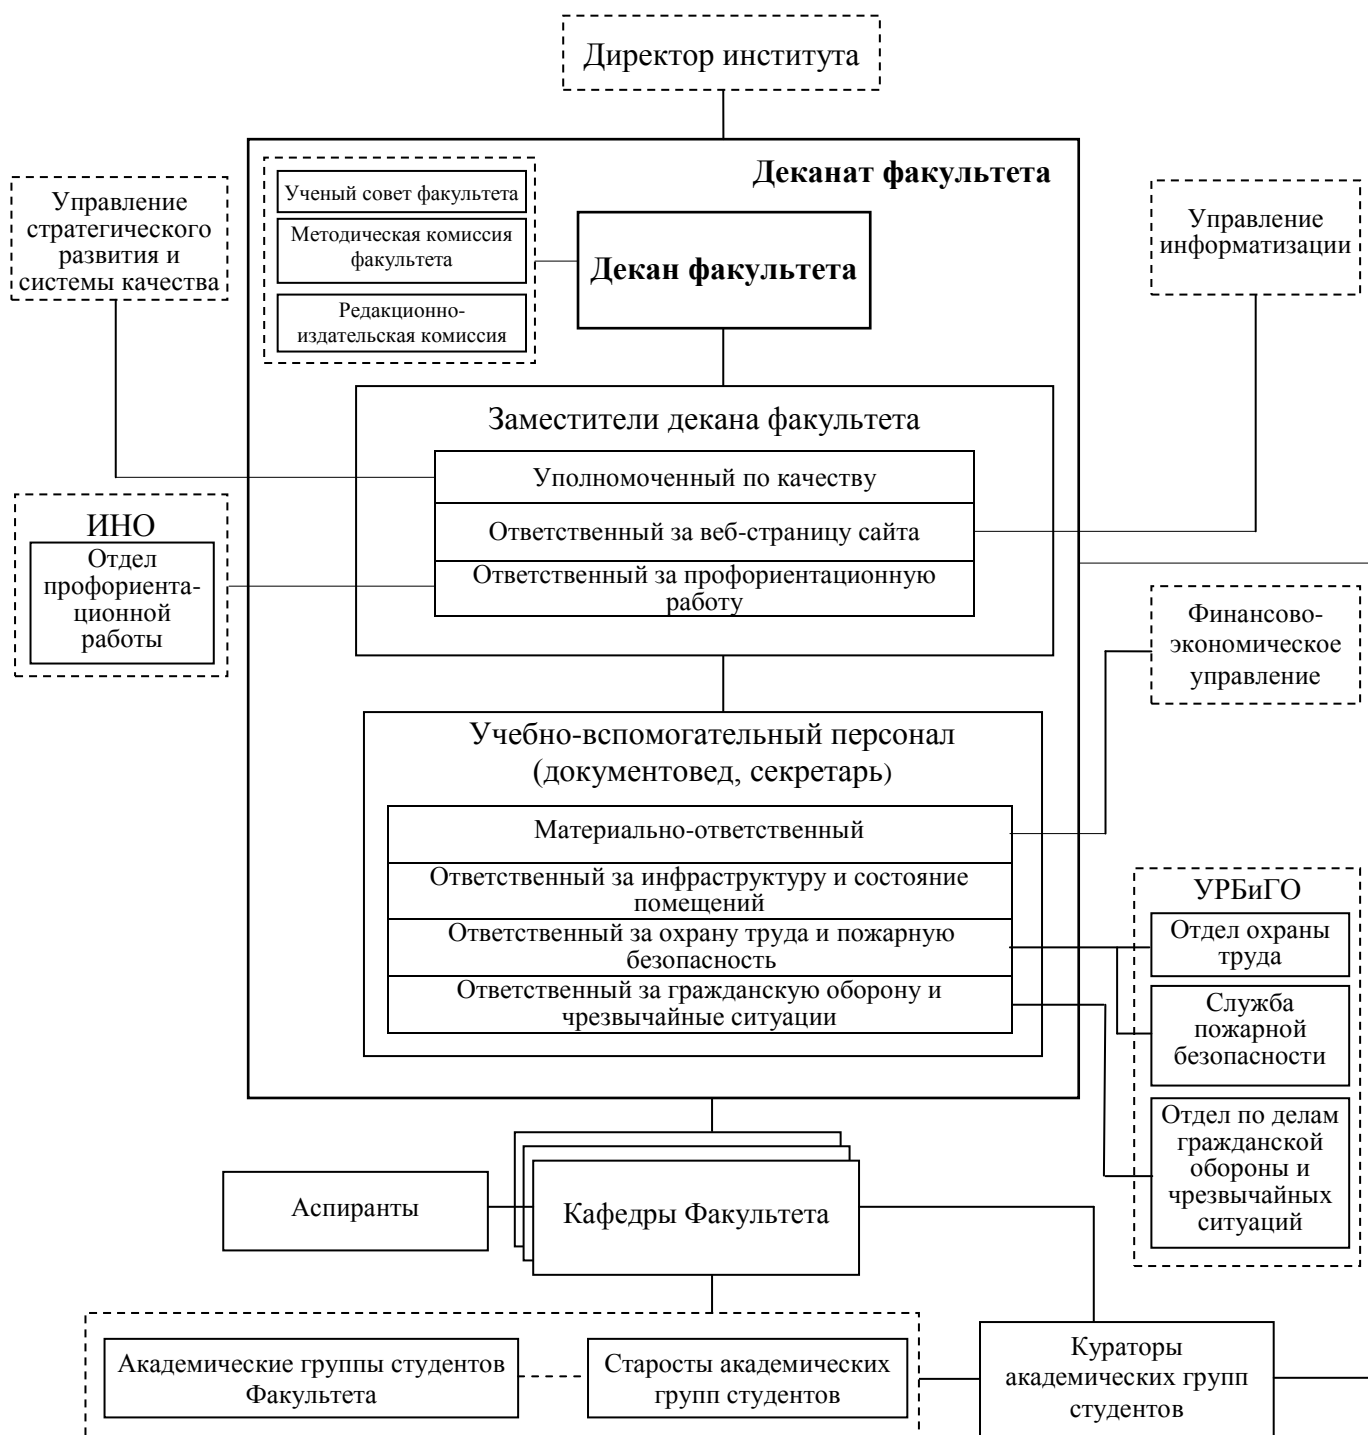 Директор института
Деканат факультета
Ученый совет факультета
Методическая комиссия
факультета
Редакционно-
издательская комиссия
Декан факультета
Управление
стратегического
развития и
системы качества
Управление
информатизации
Заместители декана факультета
Уполномоченный по качеству
Ответственный за веб-страницу сайта
Ответственный за профориентационную
работу
ИНО
Отдел
профориента-
ционной
работы
Финансово-
экономическое
управление
Учебно-вспомогательный персонал
(документовед, секретарь)
Материально-ответственный
Ответственный за инфраструктуру и состояние
помещений
Ответственный за охрану труда и пожарную
безопасность
Ответственный за гражданскую оборону и
чрезвычайные ситуации
УРБиГО
Отдел охраны
труда
Служба
пожарной
безопасности
Отдел по делам
гражданской
обороны и
чрезвычайных
ситуаций
Аспиранты
Кафедры Факультета
Академические группы студентов
Факультета
Старосты академических
групп студентов
Кураторы
академических групп
студентов